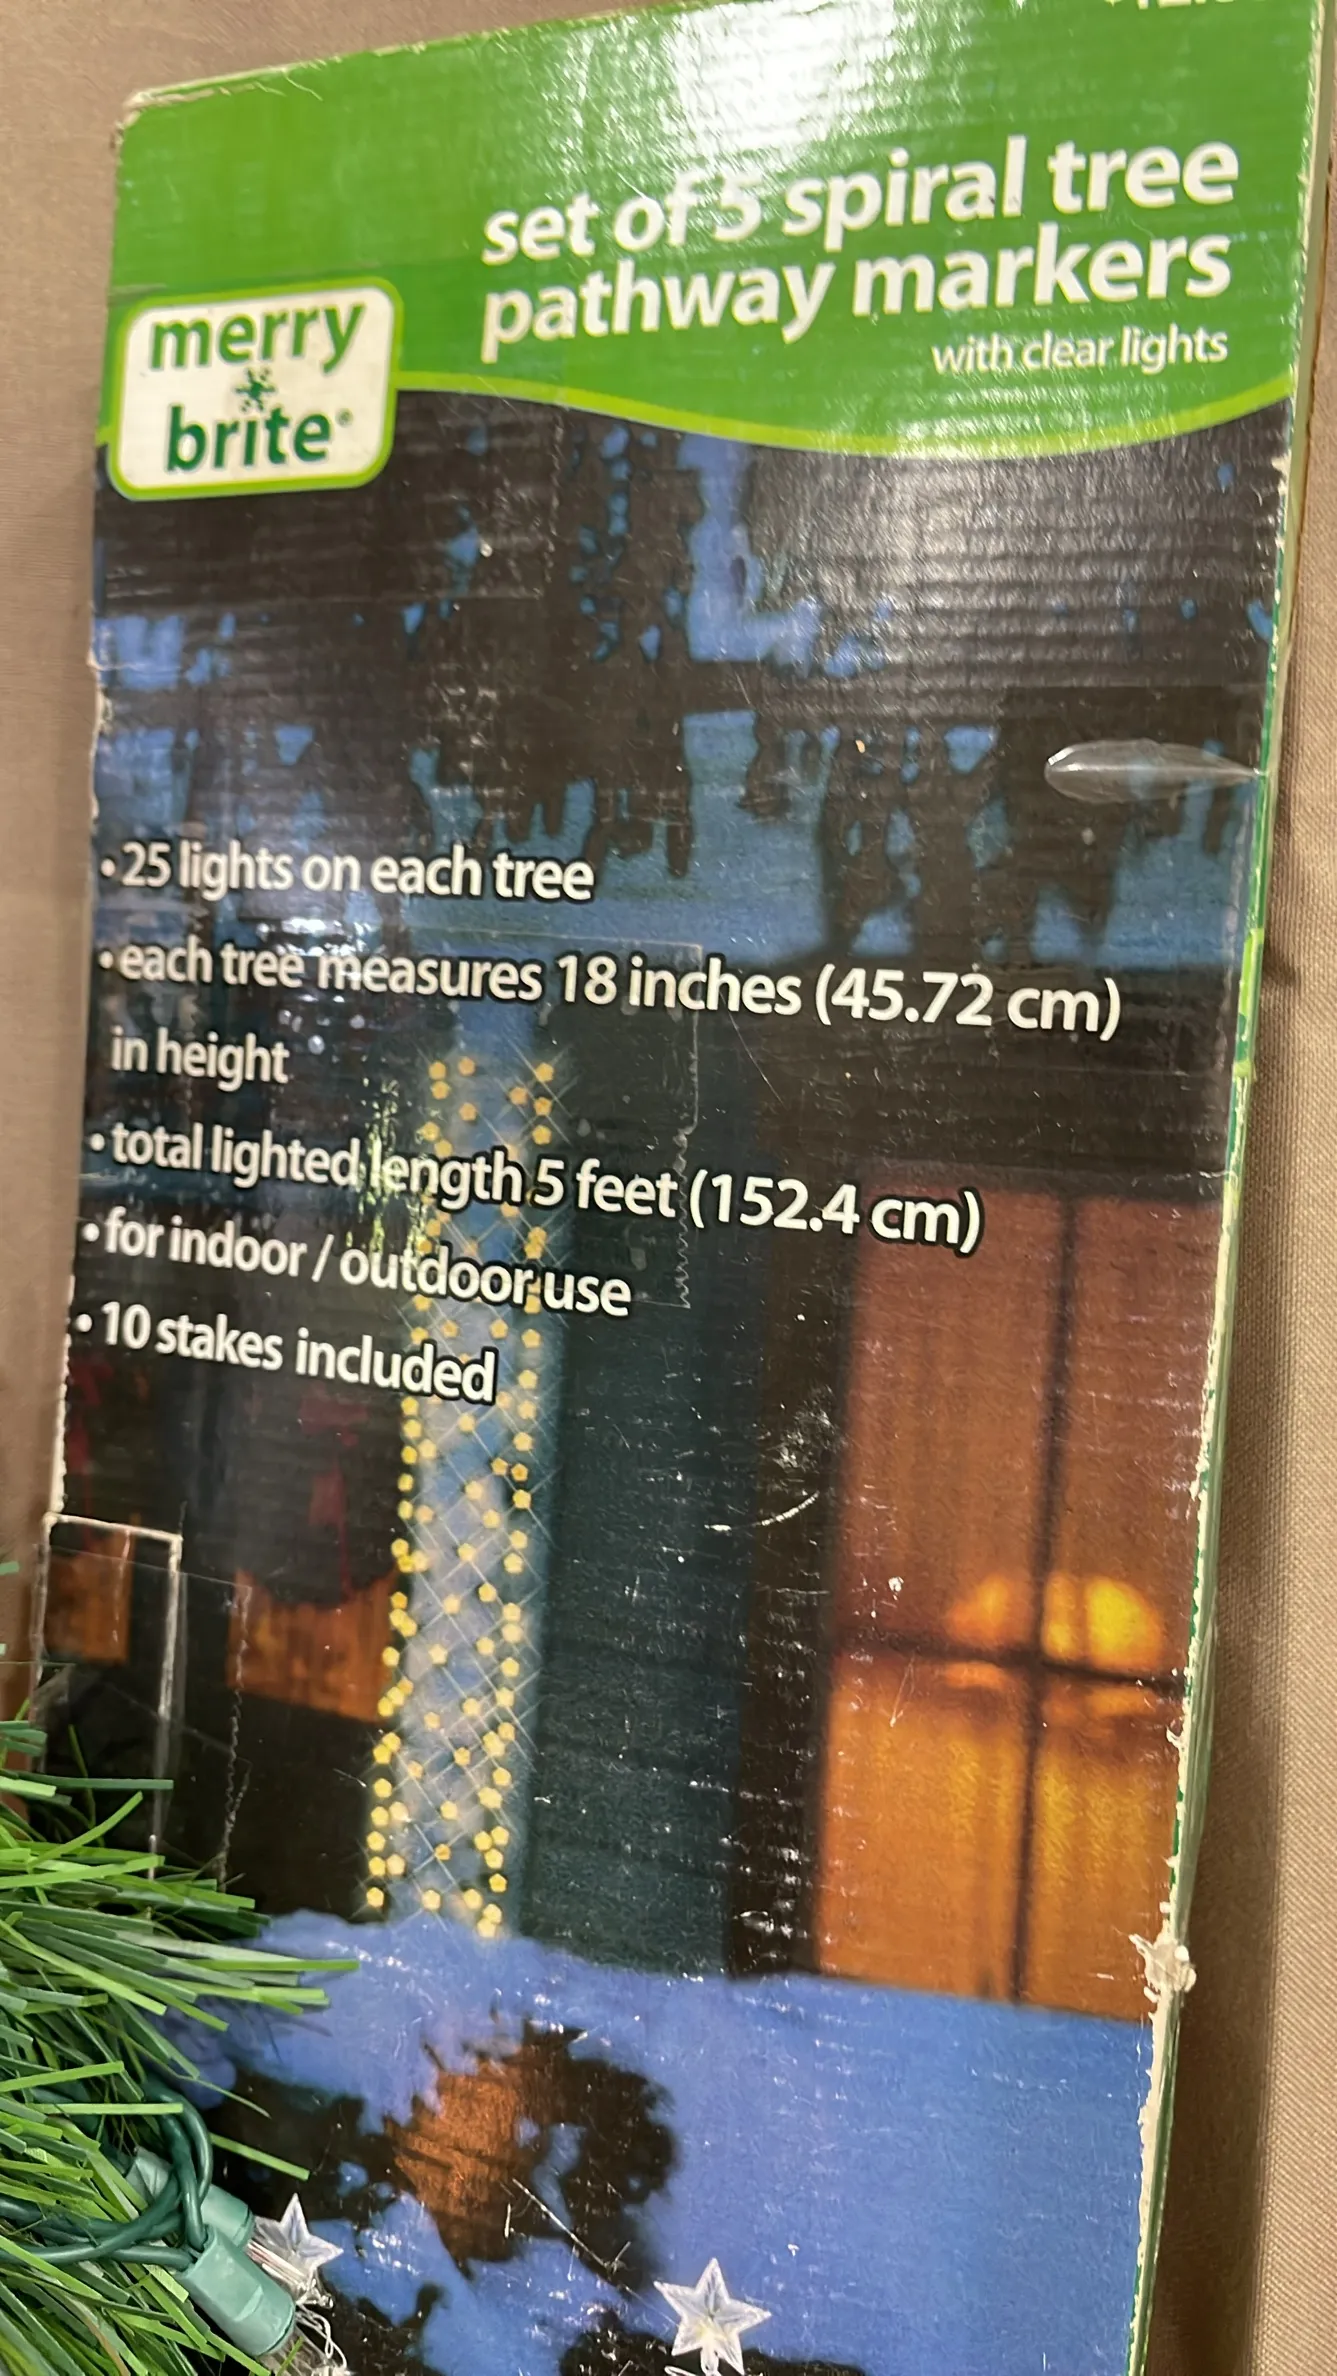 set of 5 spiral tree
pathway markers
with clear lights
merry
brite®
• 25 lights on each tree
• each tree measures 18 inches (45.72 cm)
in height
• total lighted length 5 feet (152.4 cm)
• for indoor / outdoor use
• 10 stakes included